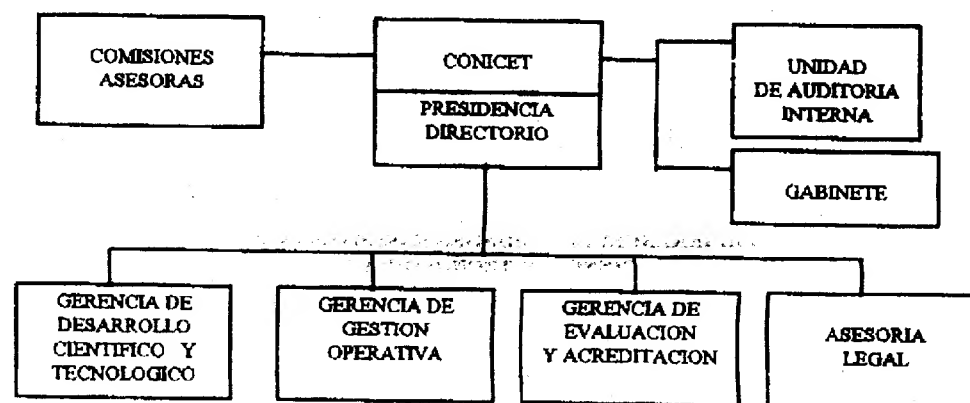 COMISIONES
ASESORAS
CONICET
PRESIDENCIA
DIRECTORIO
UNIDAD
DE AUDITORIA
INTERNA
GABINETE
GERENCIA DE
DESARROLLO
CIENTIFICO Y
TECNOLOGICO
GERENCIA DE
GESTION
OPERATIVA
GERENCIA DE
EVALUACION
Y ACREDITACION
ASESORIA
LEGAL